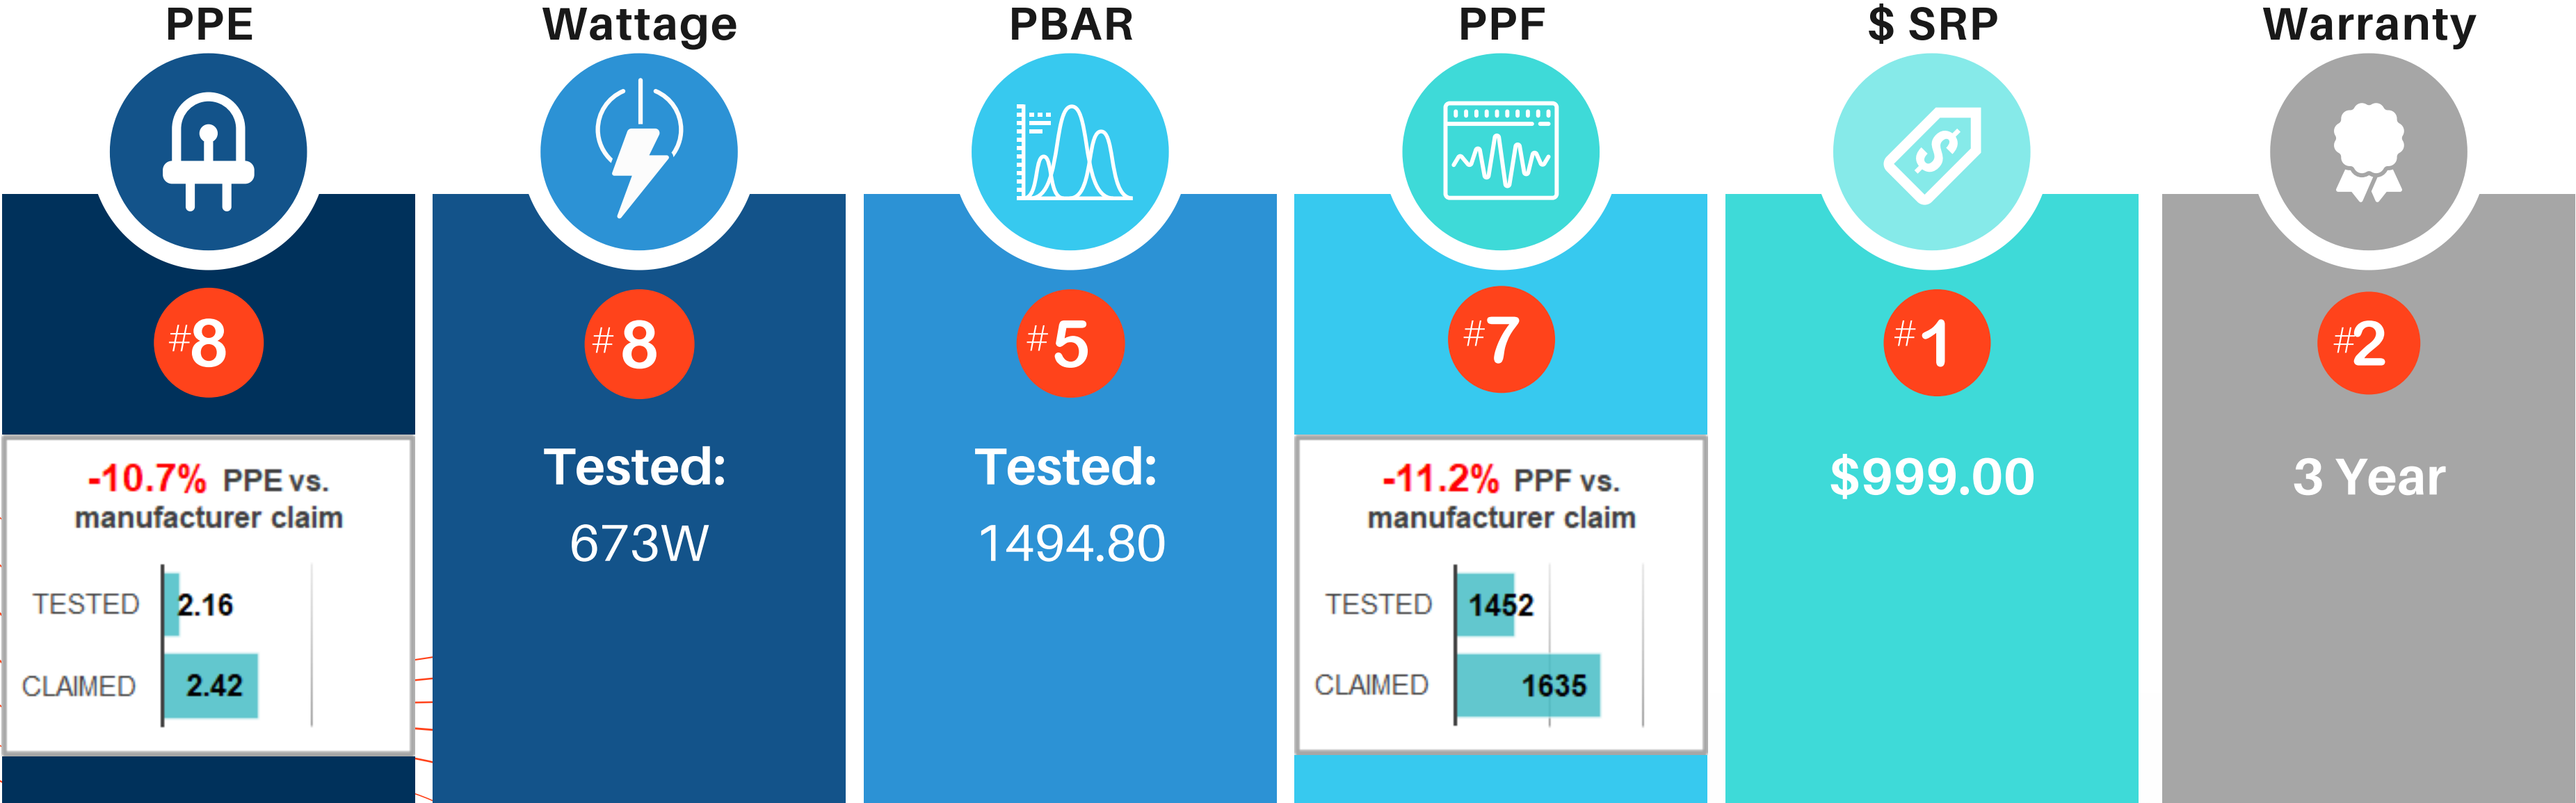 PPE
Wattage
PBAR
PPF
$ SRP
Warranty
#8
# 8
#5
#7
#1
#2
-10.7% PPE vs.
manufacturer claim
TESTED 2.16
CLAIMED 2.42
Tested:
673W
Tested:
1494.80
-11.2% PPF vs.
manufacturer claim
TESTED 1452
CLAIMED 1635
$999.00
3 Year